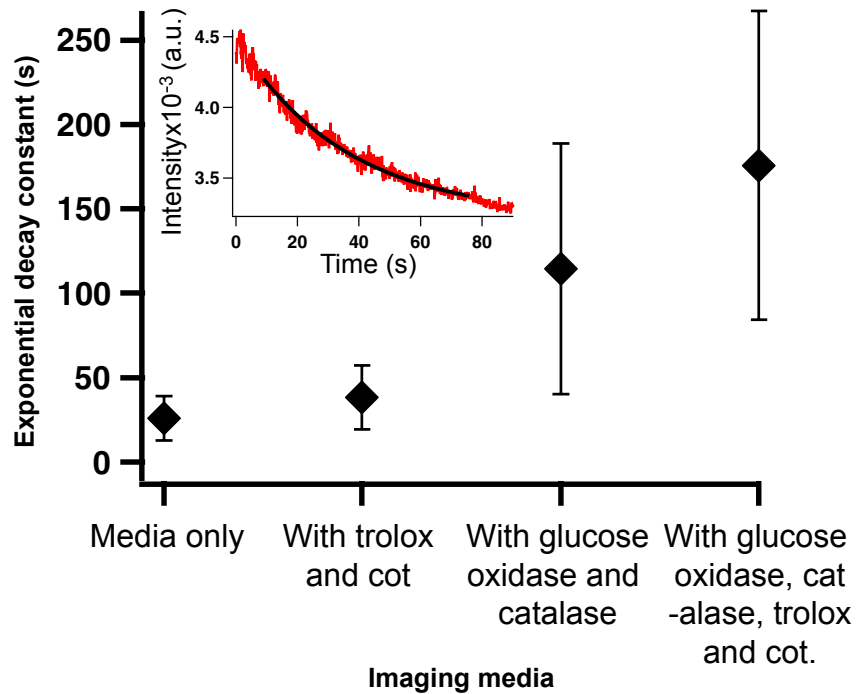 Exponential decay constant (s)
250
200
150
100
50
0
Intensityx10⁻³ (a.u.)
4.5
4.0
3.5
0 20 40 60 80
Time (s)
Media only
With trolox
and cot
With glucose
oxidase and
catalase
With glucose
oxidase, cat
-alase, trolox
and cot.
Imaging media